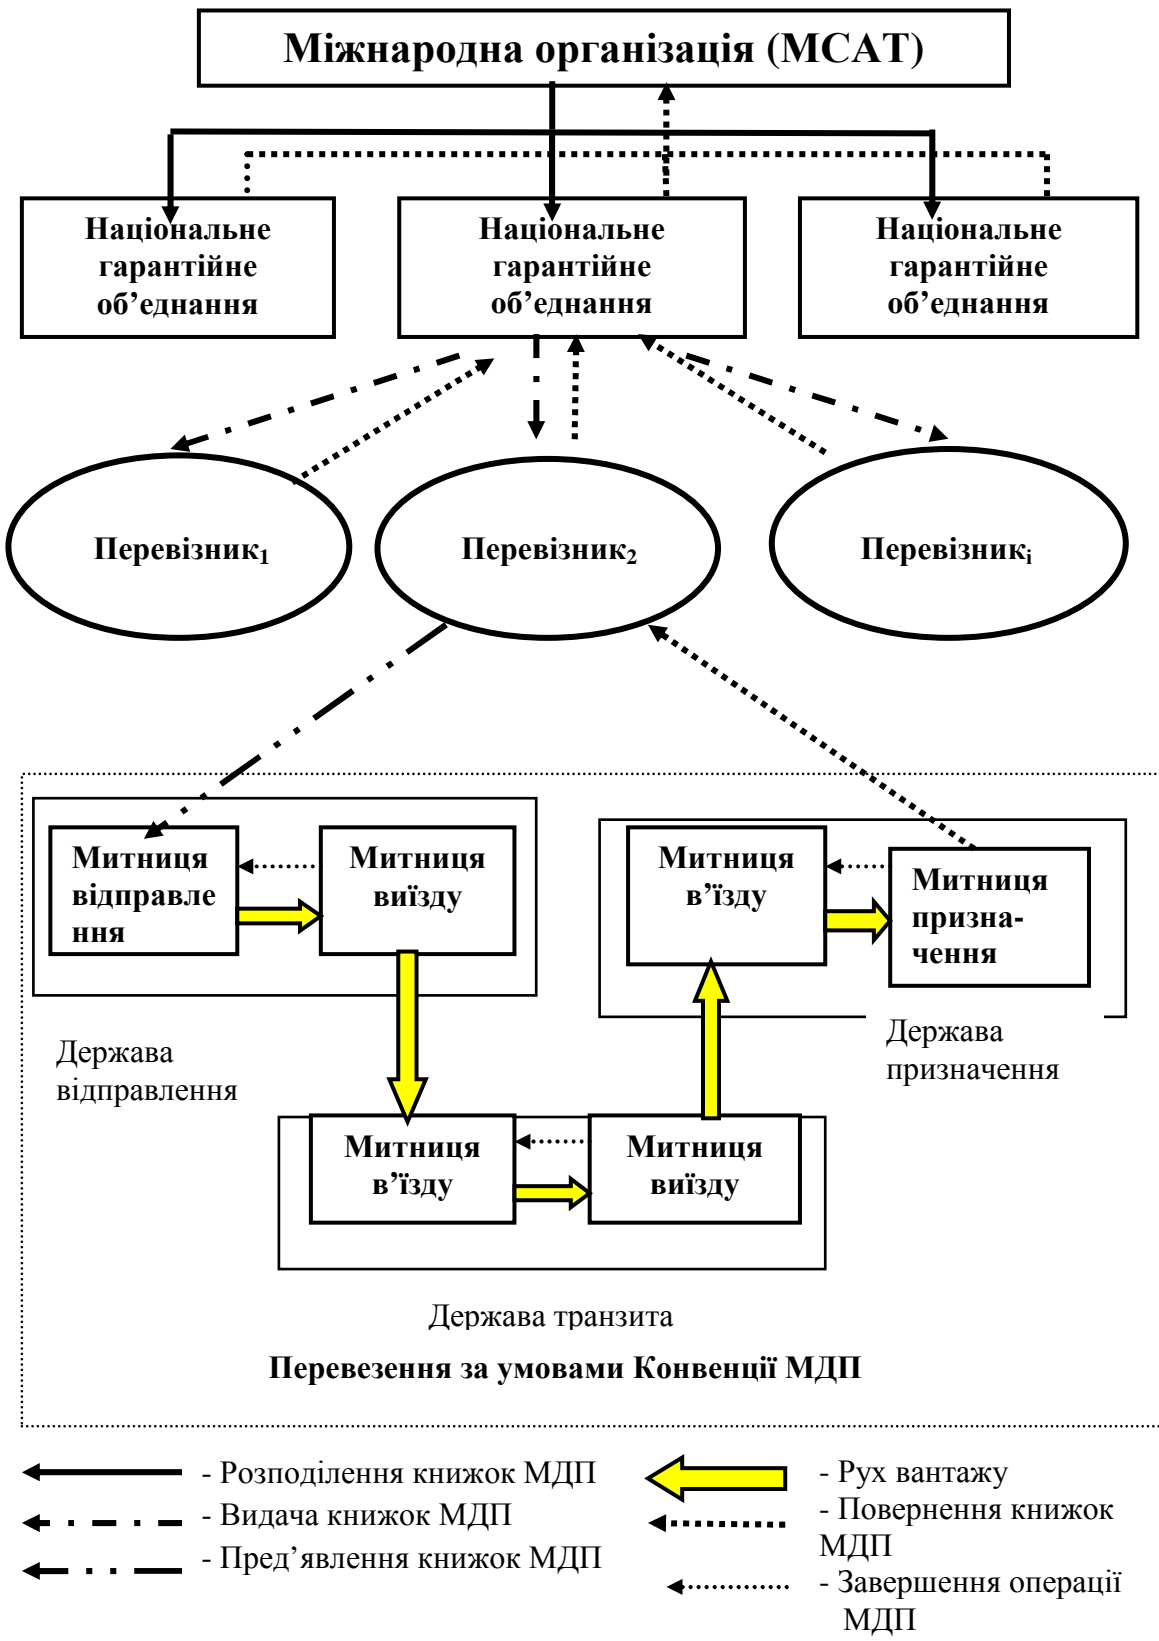 Міжнародна організація (МСАТ)
Національне
гарантійне
об’еднання
Національне
гарантійне
об’еднання
Національне
гарантійне
об’еднання
Перевізник1
Перевізник2
Перевізникi
Митниця
відправле
ння
Митниця
виїзду
Митниця
в’їзду
Митниця
призна-
чення
Держава
відправлення
Держава
призначення
Митниця
в’їзду
Митниця
виїзду
Держава транзита
Перевезення за умовами Конвенції МДП
- Розподілення книжок МДП
- Видача книжок МДП
- Пред’явлення книжок МДП
- Рух вантажу
- Повернення книжок
МДП
- Завершення операції
МДП